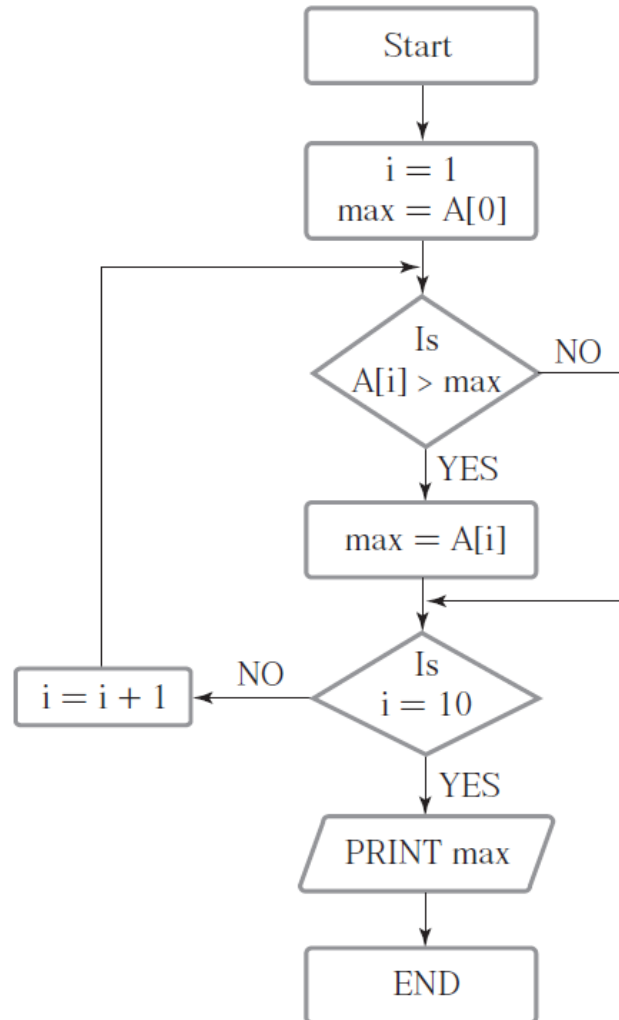 Start
i = 1
max = A[0]
Is
A[i] > max
NO
YES
max = A[i]
Is
i = 10
NO
i = i + 1
YES
PRINT max
END